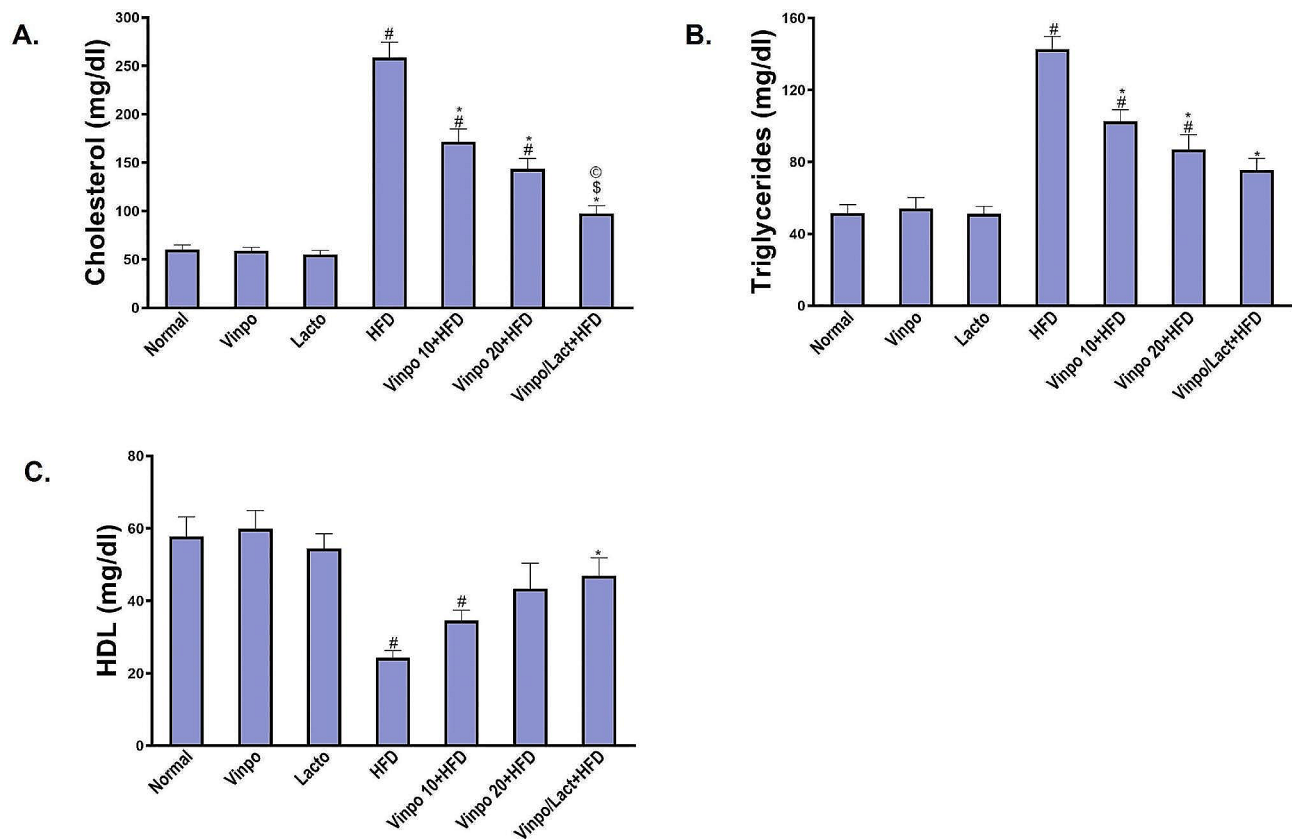 A.
Cholesterol (mg/dl)
300
250
200
150
100
50
0
#
*
#
*
#
©
$
*
Normal
Vinpo
Lacto
HFD
Vinpo 10+HFD
Vinpo 20+HFD
Vinpo/Lact+HFD
B.
Triglycerides (mg/dl)
160
120
80
40
0
#
*
#
*
#
*
Normal
Vinpo
Lacto
HFD
Vinpo 10+HFD
Vinpo 20+HFD
Vinpo/Lact+HFD
C.
HDL (mg/dl)
80
60
40
20
0
#
#
*
Normal
Vinpo
Lacto
HFD
Vinpo 10+HFD
Vinpo 20+HFD
Vinpo/Lact+HFD